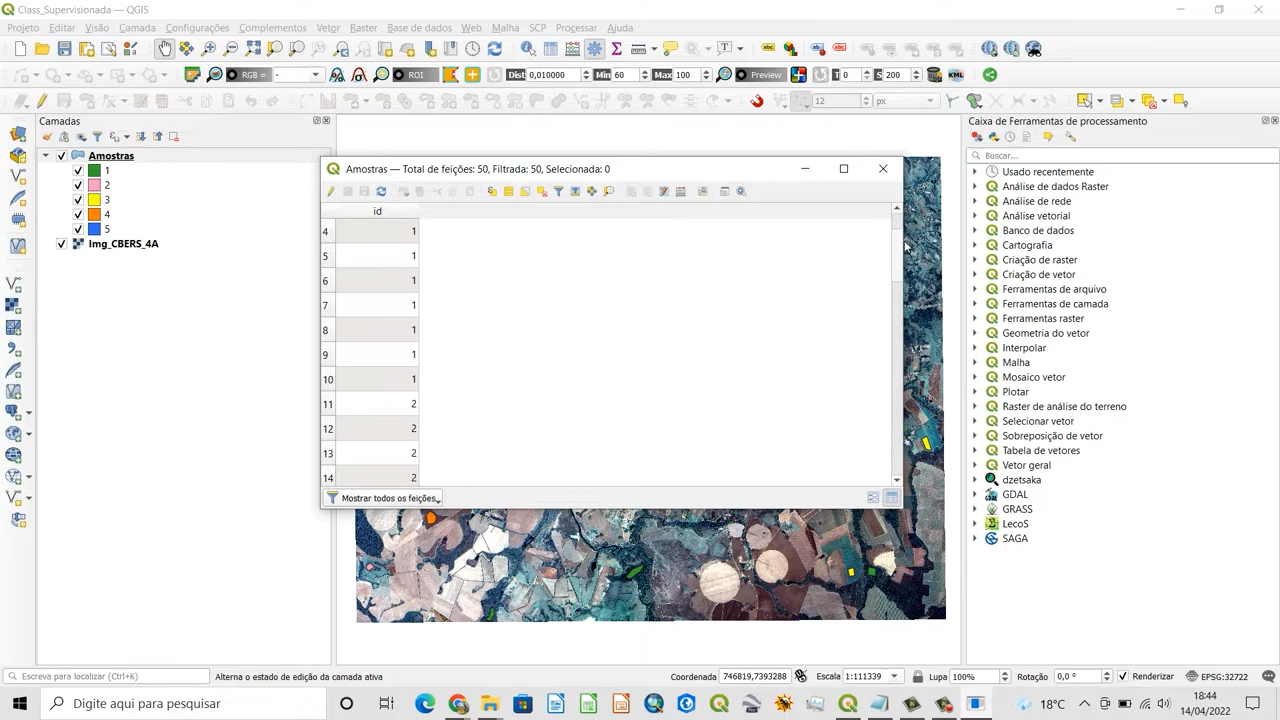 Class_Supervisionada — QGIS
Projeto Editar Visão Camada Configurações Complementos Vetor Raster Base de dados Web Malha SCP Processar Ajuda
RGB = - ROI Dist 0,010000 Min 60 Max 100 Preview T 0 S 200 KML
12 px
Camadas
Amostras
1
2
3
4
5
Img_CBERS_4A
Amostras — Total de feições: 50, Filtrada: 50, Selecionada: 0
id
4 1
5 1
6 1
7 1
8 1
9 1
10 1
11 2
12 2
13 2
14 2
Mostrar todos os feições
Caixa de Ferramentas de processamento
Buscar...
Usado recentemente
Análise de dados Raster
Análise de rede
Análise vetorial
Banco de dados
Cartografia
Criação de raster
Criação de vetor
Ferramentas de arquivo
Ferramentas de camada
Ferramentas raster
Geometria do vetor
Interpolar
Malha
Mosaico vetor
Plotar
Raster de análise do terreno
Selecionar vetor
Sobreposição de vetor
Tabela de vetores
Vetor geral
dzetsaka
GDAL
GRASS
LecoS
SAGA
Escreva para localizar (Ctrl+K) Alterna o estado de edição da camada ativa Coordenada 746819,7393288 Escala 1:111339 Lupa 100% Rotação 0,0 ° Renderizar EPSG:32722
Digite aqui para pesquisar 18°C 18:44
14/04/2022